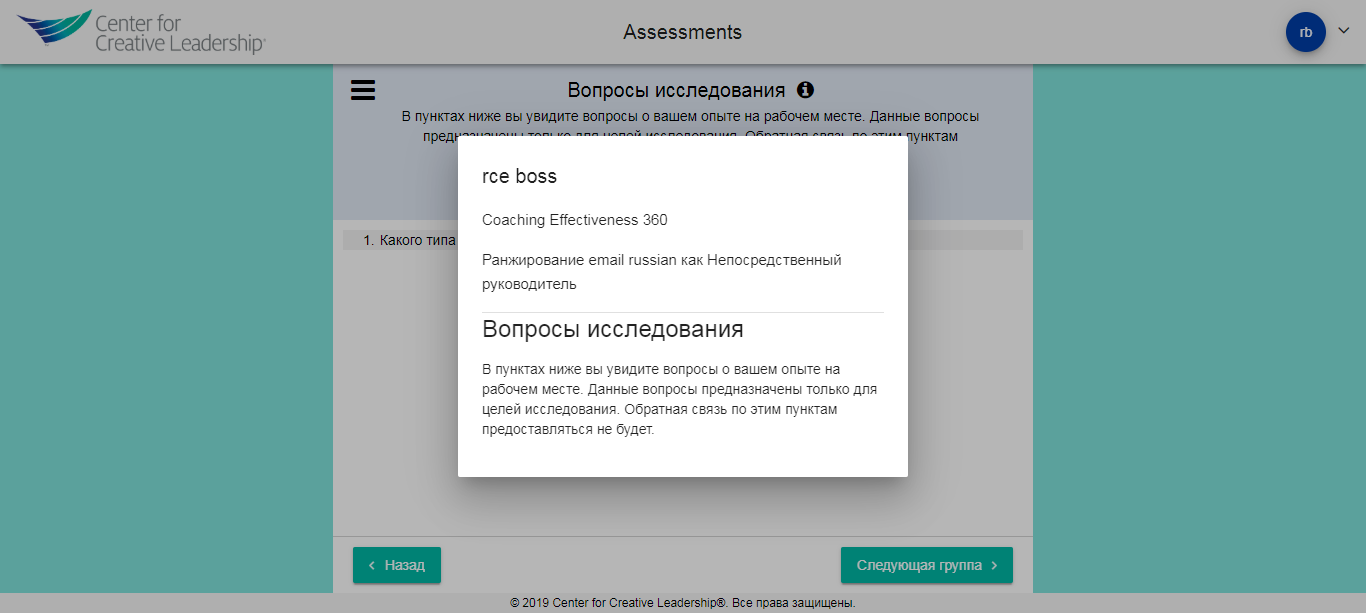 Center for
Creative Leadership®
Assessments
rb
Вопросы исследования
В пунктах ниже вы увидите вопросы о вашем опыте на рабочем месте. Данные вопросы
предназначены только для целей исследования. Обратная связь по этим пунктам
rce boss
Coaching Effectiveness 360
Ранжирование email russian как Непосредственный
руководитель
Вопросы исследования
В пунктах ниже вы увидите вопросы о вашем опыте на
рабочем месте. Данные вопросы предназначены только для
целей исследования. Обратная связь по этим пунктам
предоставляться не будет.
1. Какого типа
Назад
Следующая группа
© 2019 Center for Creative Leadership®. Все права защищены.